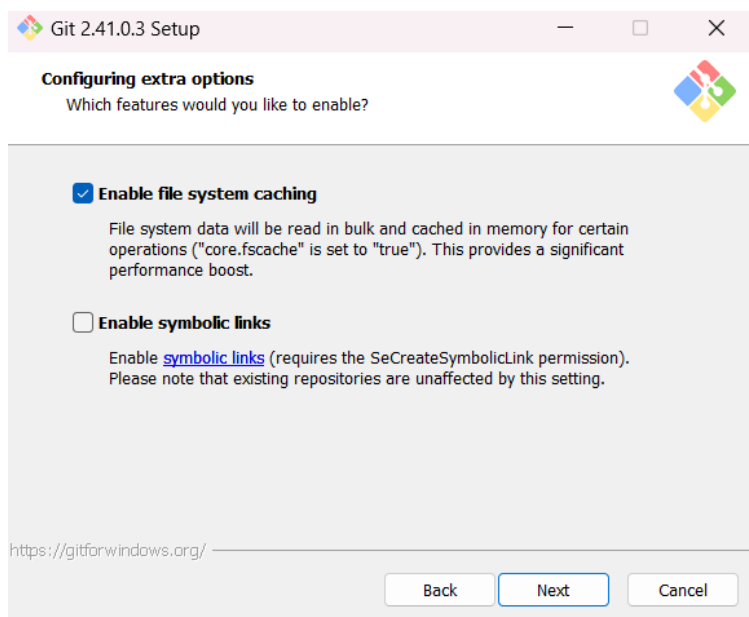 Git 2.41.0.3 Setup
Configuring extra options
Which features would you like to enable?
Enable file system caching
File system data will be read in bulk and cached in memory for certain
operations ("core.fscache" is set to "true"). This provides a significant
performance boost.
Enable symbolic links
Enable symbolic links (requires the SeCreateSymbolicLink permission).
Please note that existing repositories are unaffected by this setting.
https://gitforwindows.org/
Back Next Cancel